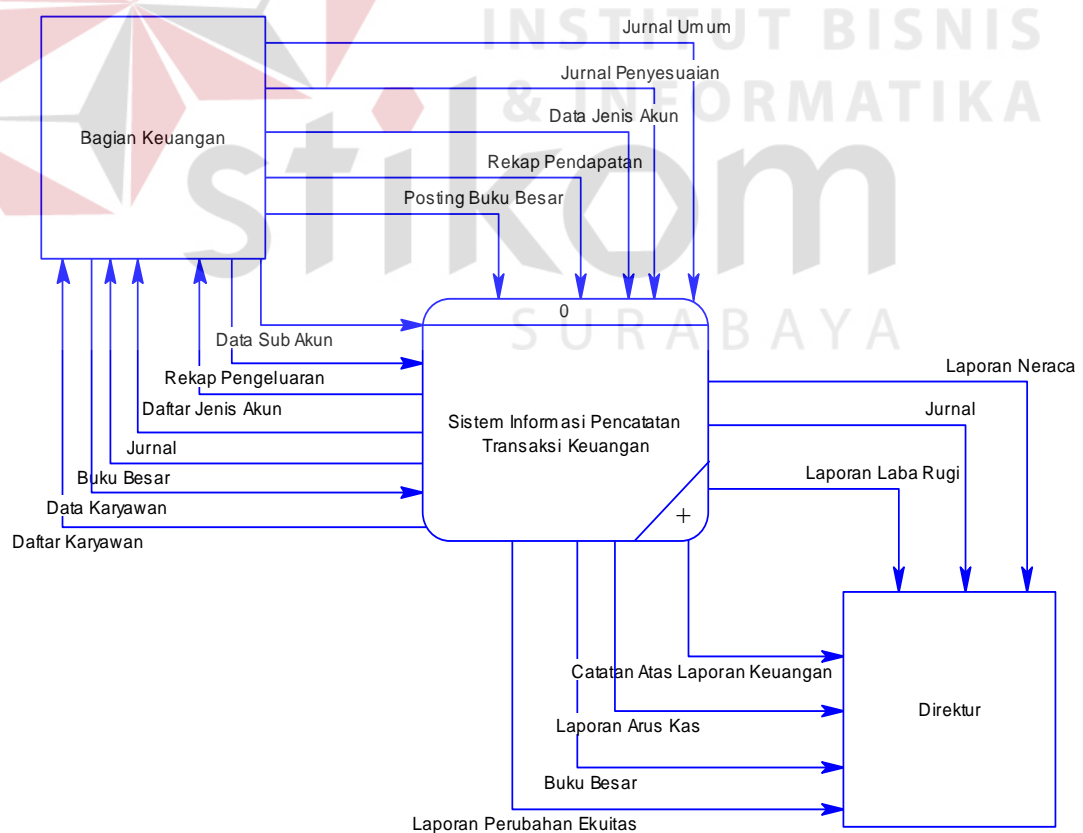 INSTITUT BISNIS
Jurnal Umum
& INFORMATIKA
Jurnal Penyesuaian
Data Jenis Akun
stikom
Bagian Keuangan
Rekap Pendapatan
Posting Buku Besar
SURABAYA
0
Data Sub Akun
Rekap Pengeluaran
Daftar Jenis Akun
Jurnal
Buku Besar
Data Karyawan
Daftar Karyawan
Sistem Informasi Pencatatan
Transaksi Keuangan
+
Laporan Neraca
Jurnal
Laporan Laba Rugi
Catatan Atas Laporan Keuangan
Laporan Arus Kas
Buku Besar
Laporan Perubahan Ekuitas
Direktur